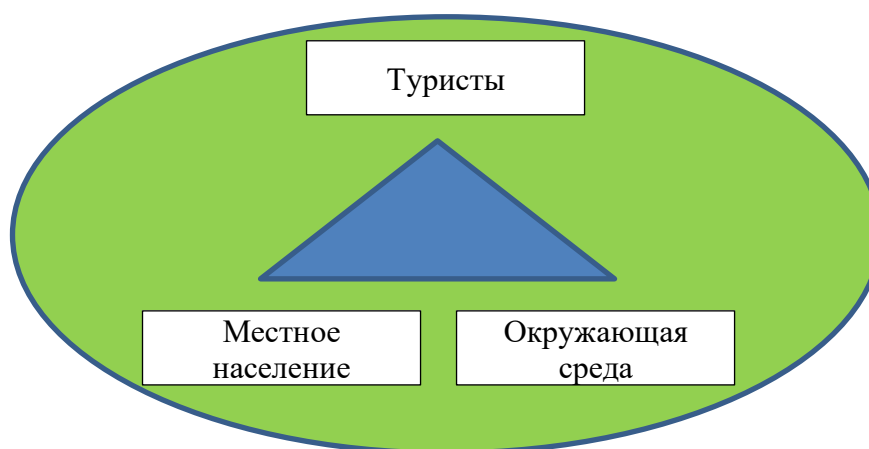 Туристы
Местное
население
Окружающая
среда